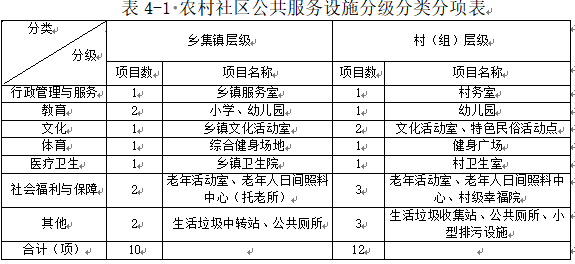 表 4-1 农村社区公共服务设施分级分类分项表
分类 乡集镇层级 村（组）层级
分级 项目数 项目名称 项目数 项目名称
行政管理与服务 1 乡镇服务室 1 村务室
教育 2 小学、幼儿园 1 幼儿园
文化 1 乡镇文化活动室 2 文化活动室、特色民俗活动点
体育 1 综合健身场地 1 健身广场
医疗卫生 1 乡镇卫生院 1 村卫生室
社会福利与保障 2 老年活动室、老年人日间照料 3 老年活动室、老年人日间照料中
中心（托老所） 心、村级幸福院
其他 2 生活垃圾中转站、公共厕所 3 生活垃圾收集站、公共厕所、小
型排污设施
合计（项） 10 12